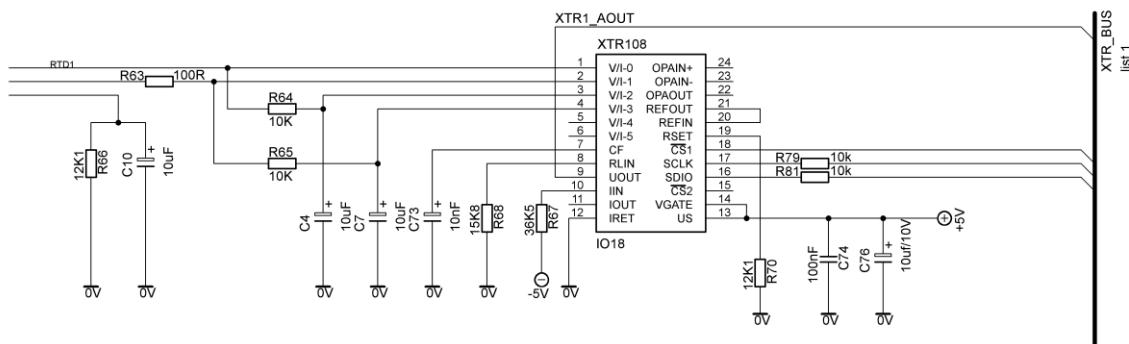 XTR1_AOUT
XTR_BUS
list 1
XTR108
RTD1
R63 100R
R64
10K
R65
10K
12K1
R66
C10
+
10uF
C4
+
10uF
C7
+
10uF
C73
+
10nF
15K8
R68
36K5
R67
-5V
1 V/I-0 OPAIN+ 24
2 V/I-1 OPAIN- 23
3 V/I-2 OPAOUT 22
4 V/I-3 REFOUT 21
5 V/I-4 REFIN 20
6 V/I-5 RSET 19
7 CF CS1 18
8 RLIN SCLK 17
9 UOUT SDIO 16
10 IIN CS2 15
11 IOUT VGATE 14
12 IRET US 13
IO18
R79 10k
R81 10k
12K1
R70
100nF
C74
C76
+
10uf/10V
+5V
0V
0V
0V
0V
0V
0V
0V
0V
0V
0V